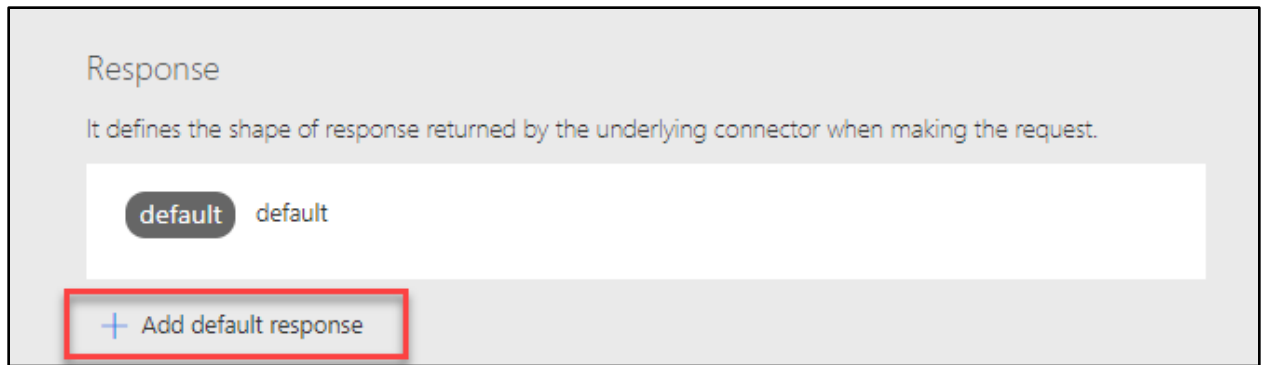 Response
It defines the shape of response returned by the underlying connector when making the request.
default default
+ Add default response